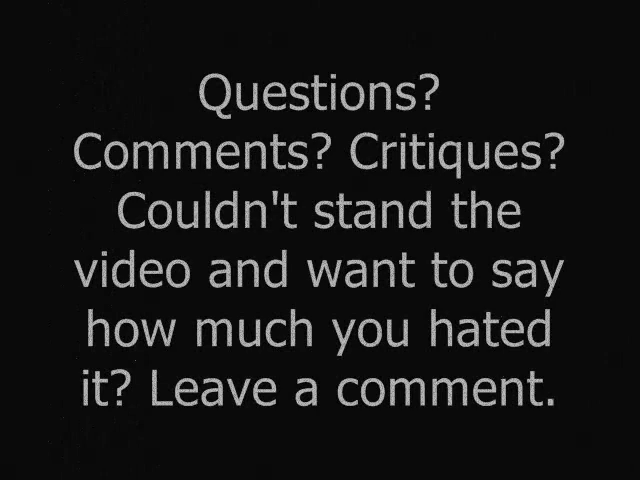 Questions?
Comments? Critiques?
Couldn't stand the
video and want to say
how much you hated
it? Leave a comment.